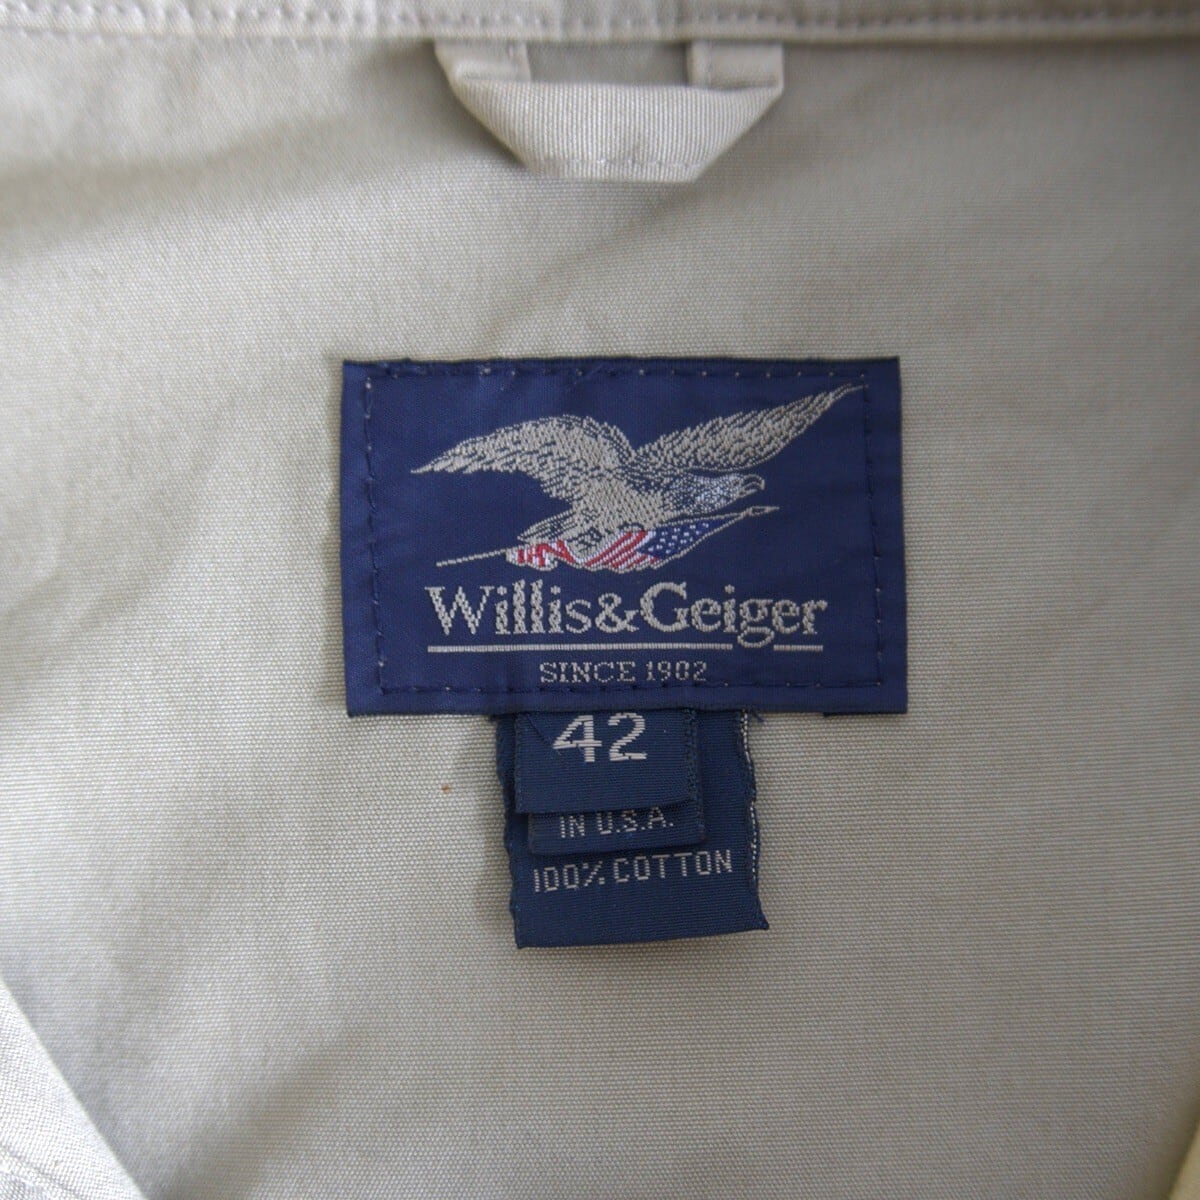 Willis&Geiger
SINCE 1902
42
IN U.S.A.
100% COTTON